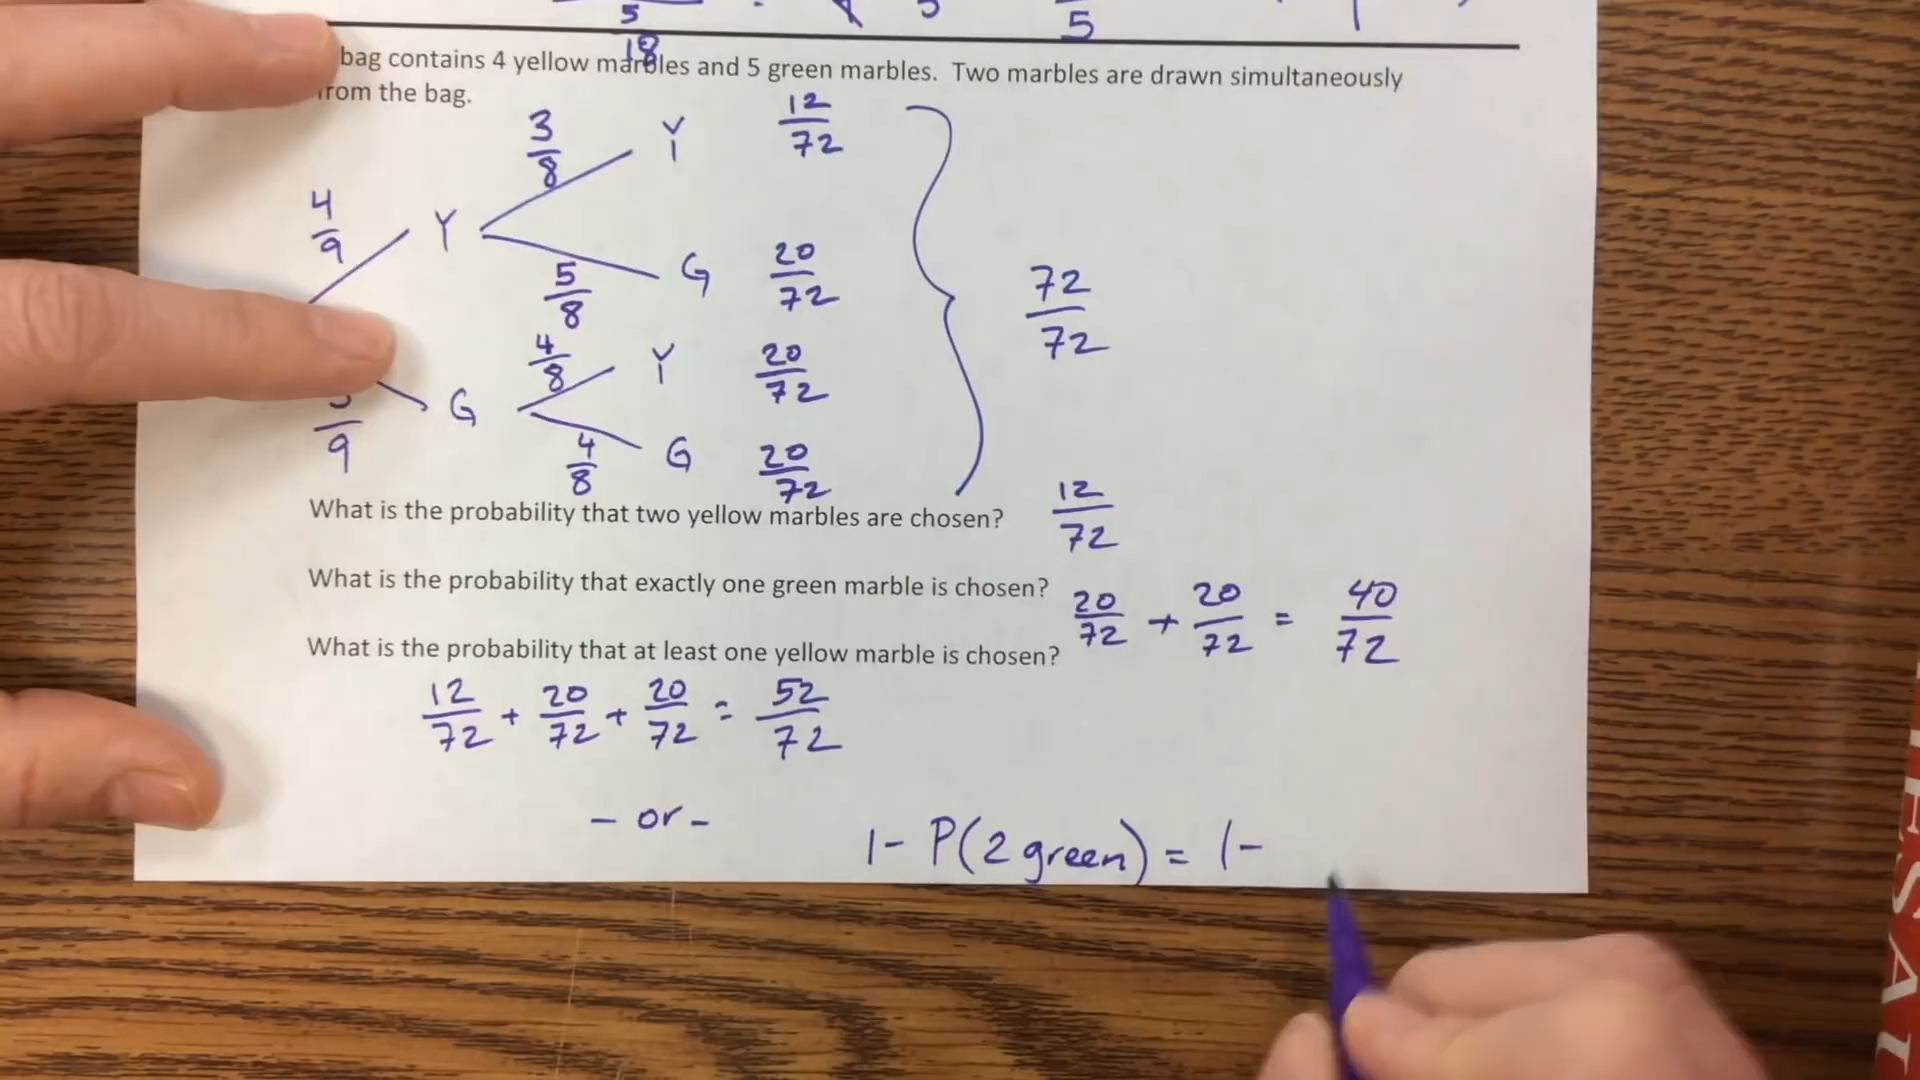 5
18
5
bag contains 4 yellow marbles and 5 green marbles. Two marbles are drawn simultaneously
from the bag.
3/8 Y 12/72
4/9 Y
5/8 G 20/72
72/72
4/8 Y 20/72
9 G
4/8 G 20/72
What is the probability that two yellow marbles are chosen? 12/72
What is the probability that exactly one green marble is chosen? 20/72 + 20/72 = 40/72
What is the probability that at least one yellow marble is chosen?
12/72 + 20/72 + 20/72 = 52/72
- or -
1 - P(2 green) = 1 -